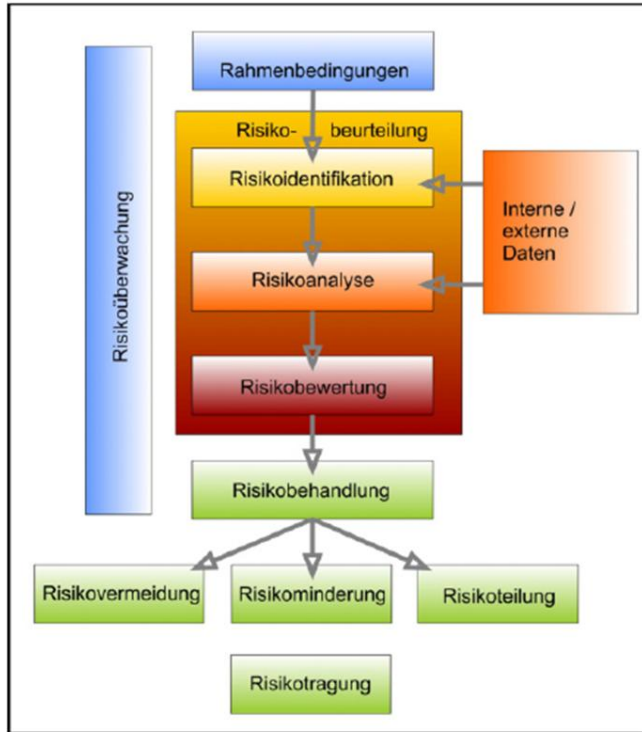 Rahmenbedingungen
Risiko- beurteilung
Risikoidentifikation
Interne /
externe
Daten
Risikoüberwachung
Risikoanalyse
Risikobewertung
Risikobehandlung
Risikovermeidung
Risikominderung
Risikoteilung
Risikotragung